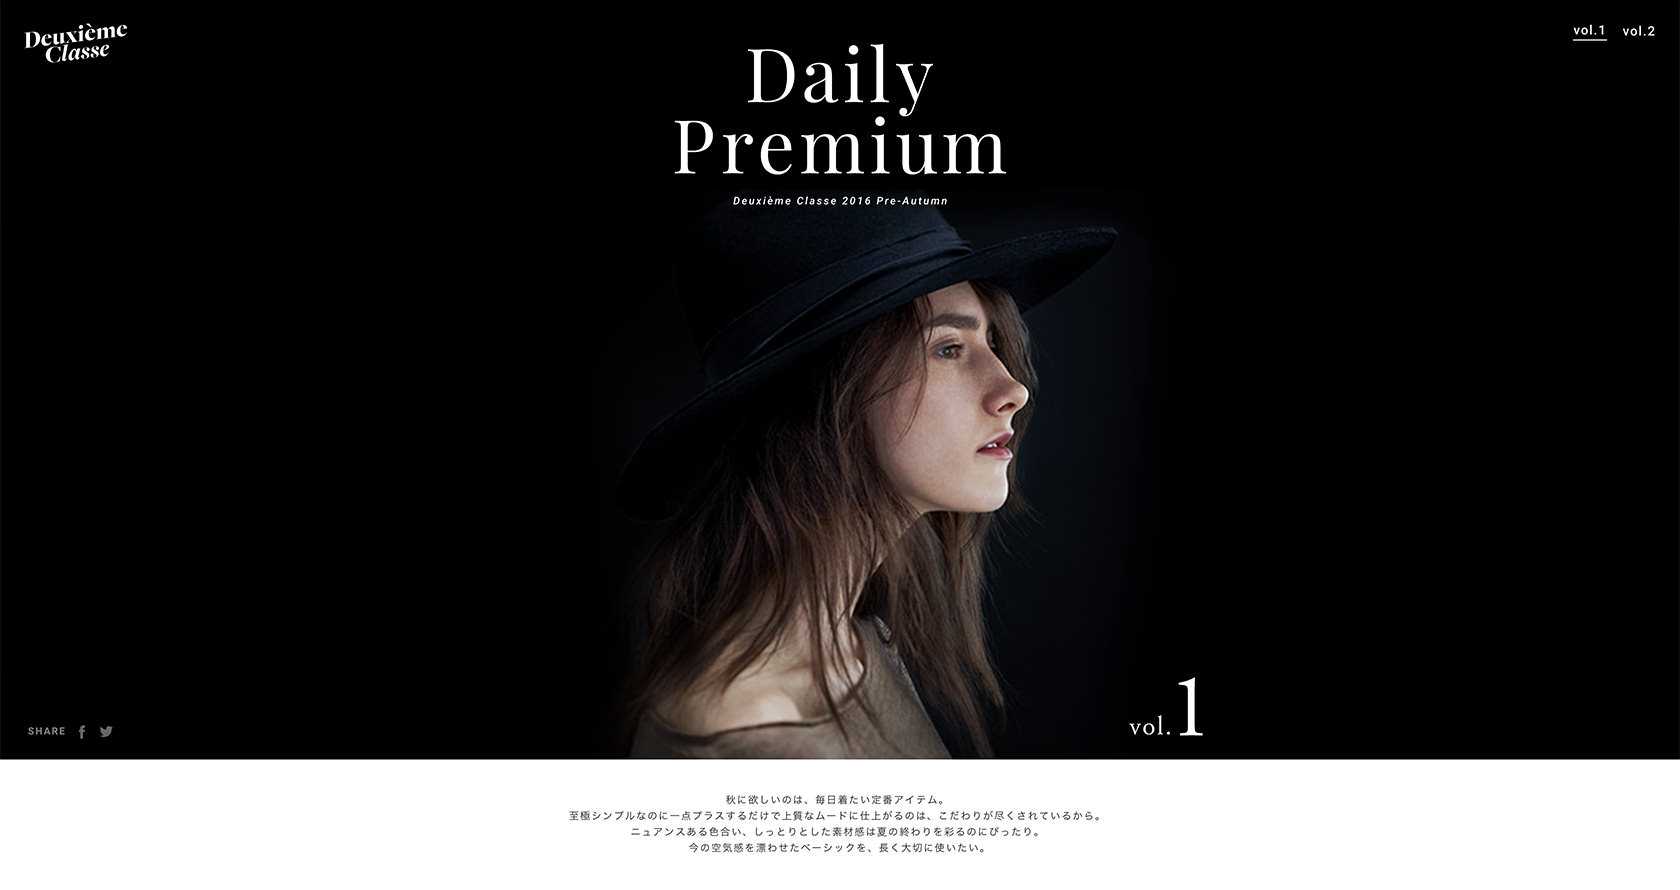 Deuxième
Classe
vol.1 vol.2
Daily
Premium
Deuxième Classe 2016 Pre-Autumn
vol.1
SHARE
秋に欲しいのは、毎日着たい定番アイテム。
至極シンプルなのに一点プラスするだけで上質なムードに仕上がるのは、こだわりが尽くされているから。
ニュアンスある色合い、しっとりとした素材感は夏の終わりを彩るのにぴったり。
今の空気感を漂わせたベーシックを、長く大切に使いたい。